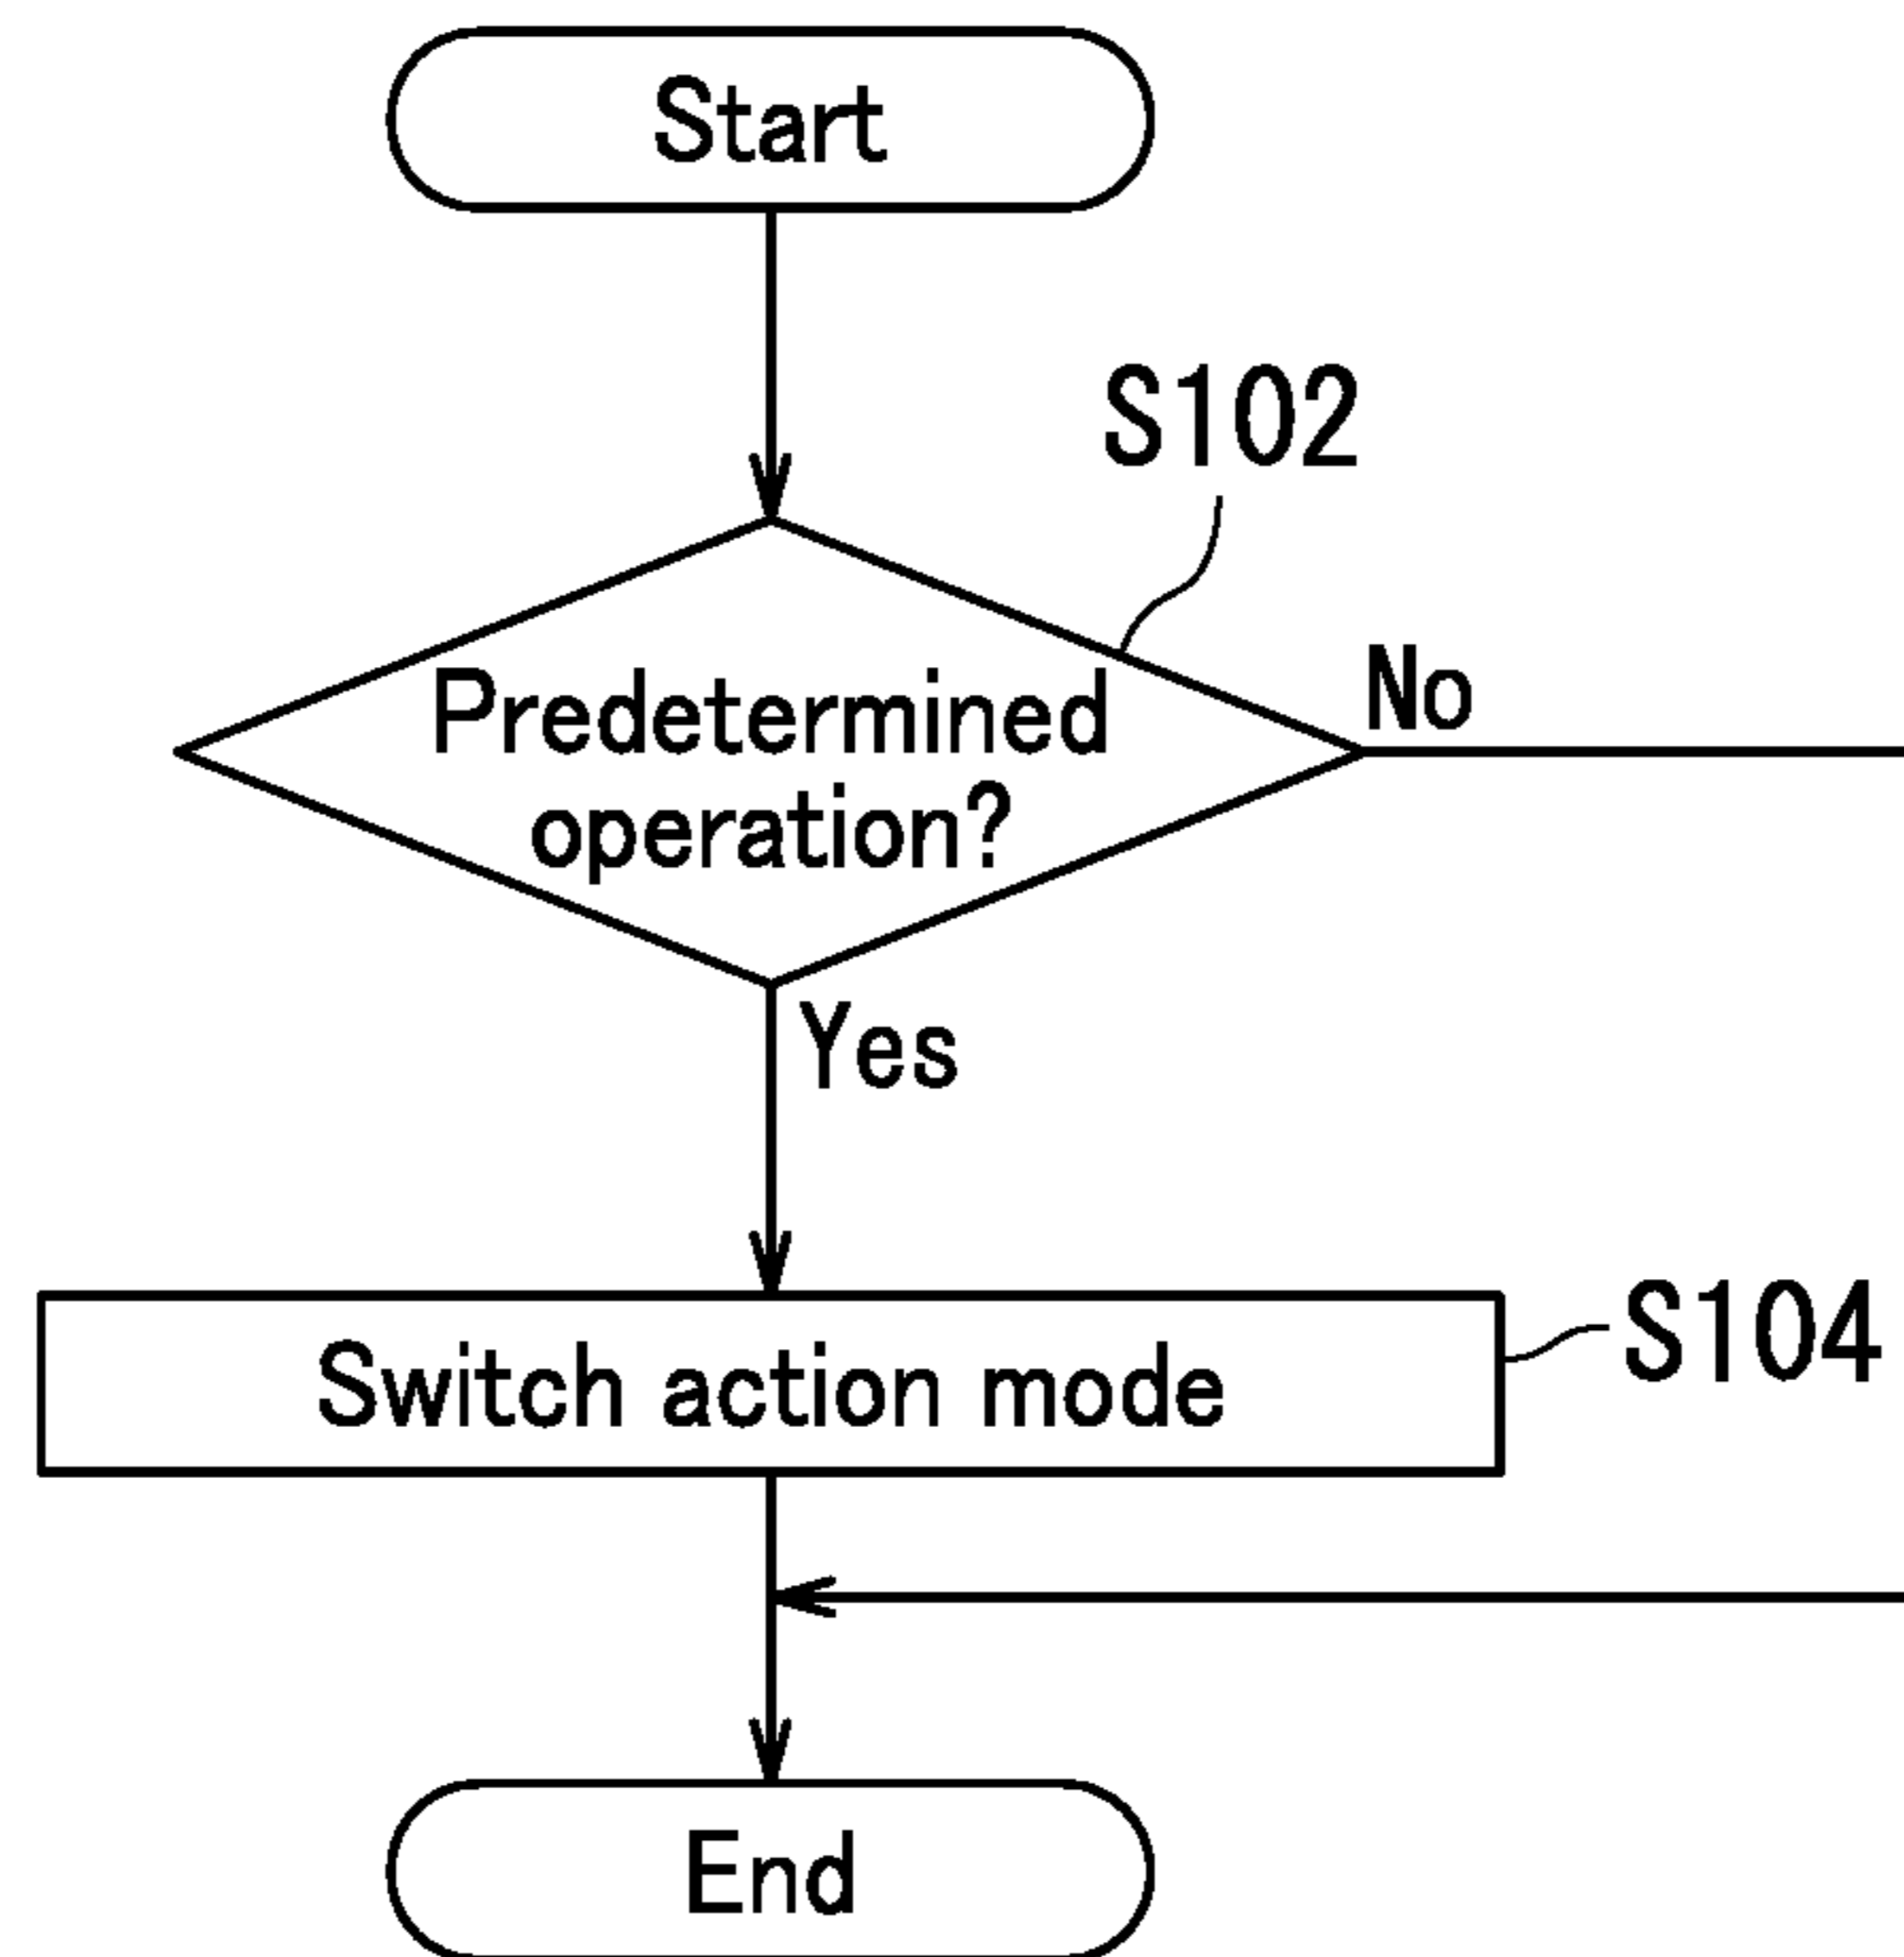 Start
S102
Predetermined
operation?
No
Yes
Switch action mode
S104
End